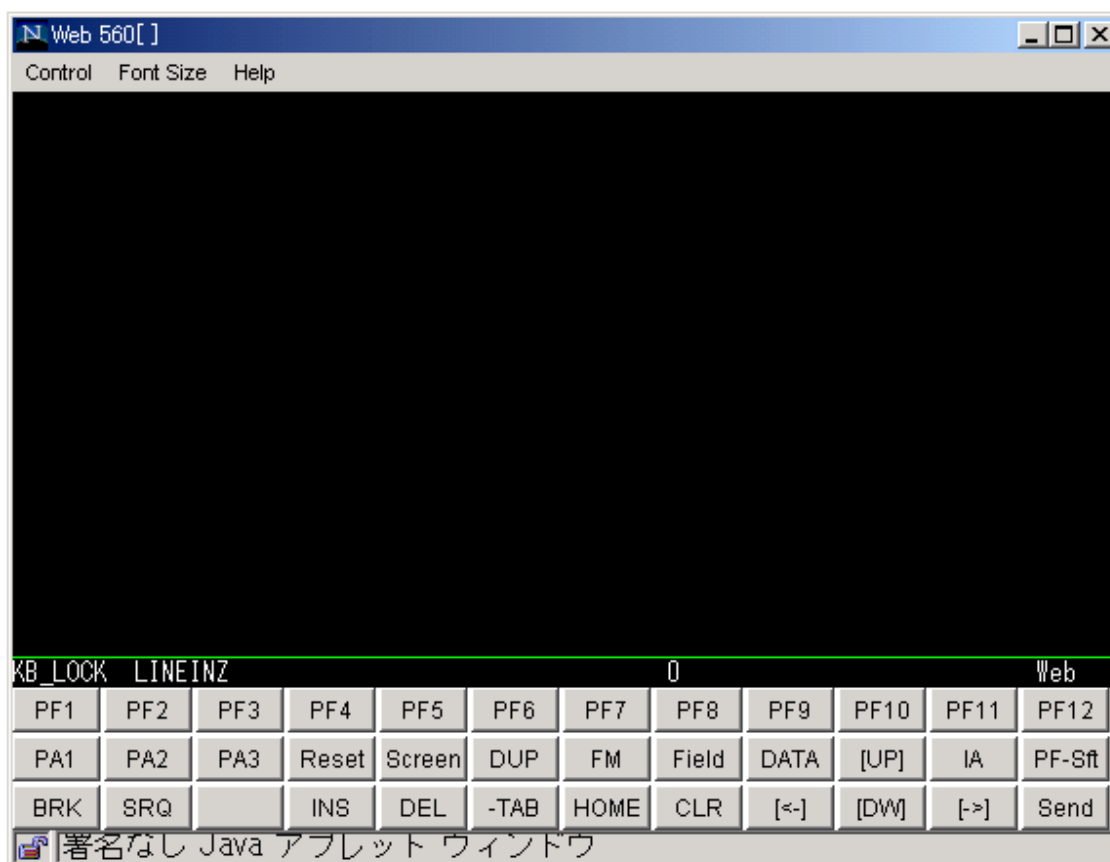 N Web 560[ ]
Control Font Size Help
KB_LOCK LINEINZ 0 Web
PF1 PF2 PF3 PF4 PF5 PF6 PF7 PF8 PF9 PF10 PF11 PF12
PA1 PA2 PA3 Reset Screen DUP FM Field DATA [UP] IA PF-Sft
BRK SRQ INS DEL -TAB HOME CLR [<-] [DW] [->] Send
署名なし Java アプレット ウィンドウ